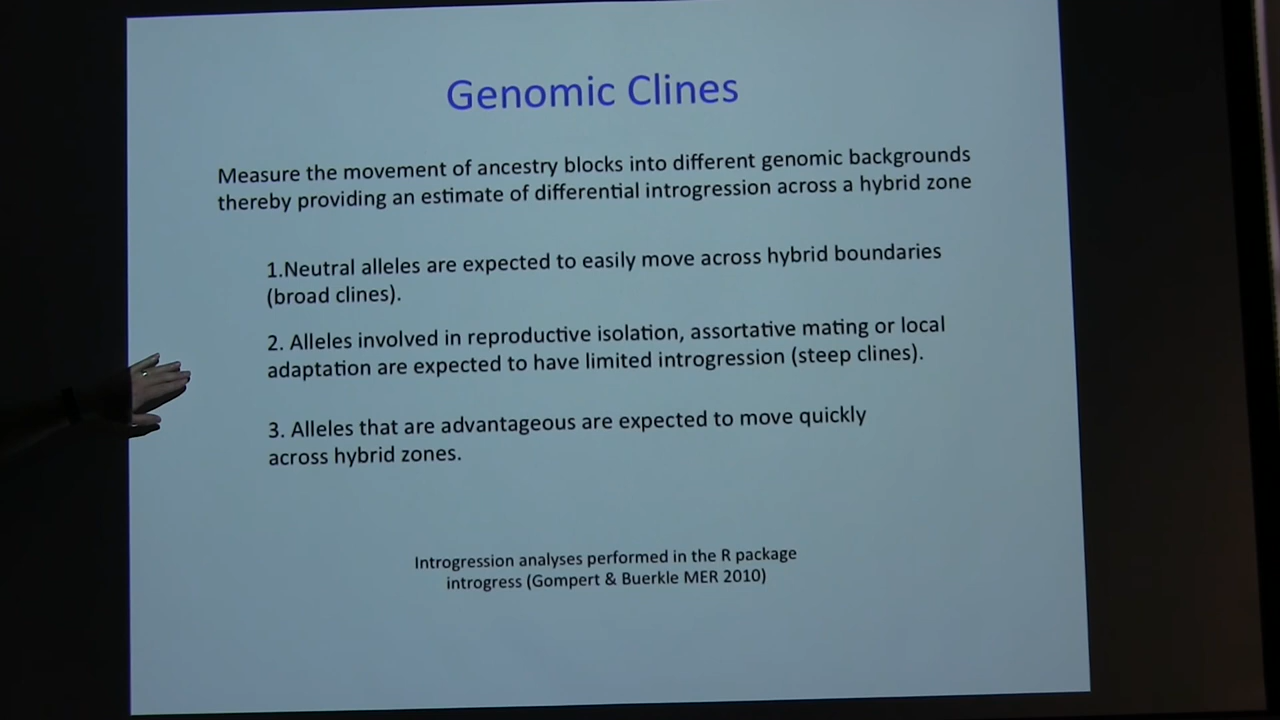 Genomic Clines
Measure the movement of ancestry blocks into different genomic backgrounds
thereby providing an estimate of differential introgression across a hybrid zone
1.Neutral alleles are expected to easily move across hybrid boundaries
(broad clines).
2. Alleles involved in reproductive isolation, assortative mating or local
adaptation are expected to have limited introgression (steep clines).
3. Alleles that are advantageous are expected to move quickly
across hybrid zones.
Introgression analyses performed in the R package
introgress (Gompert & Buerkle MER 2010)